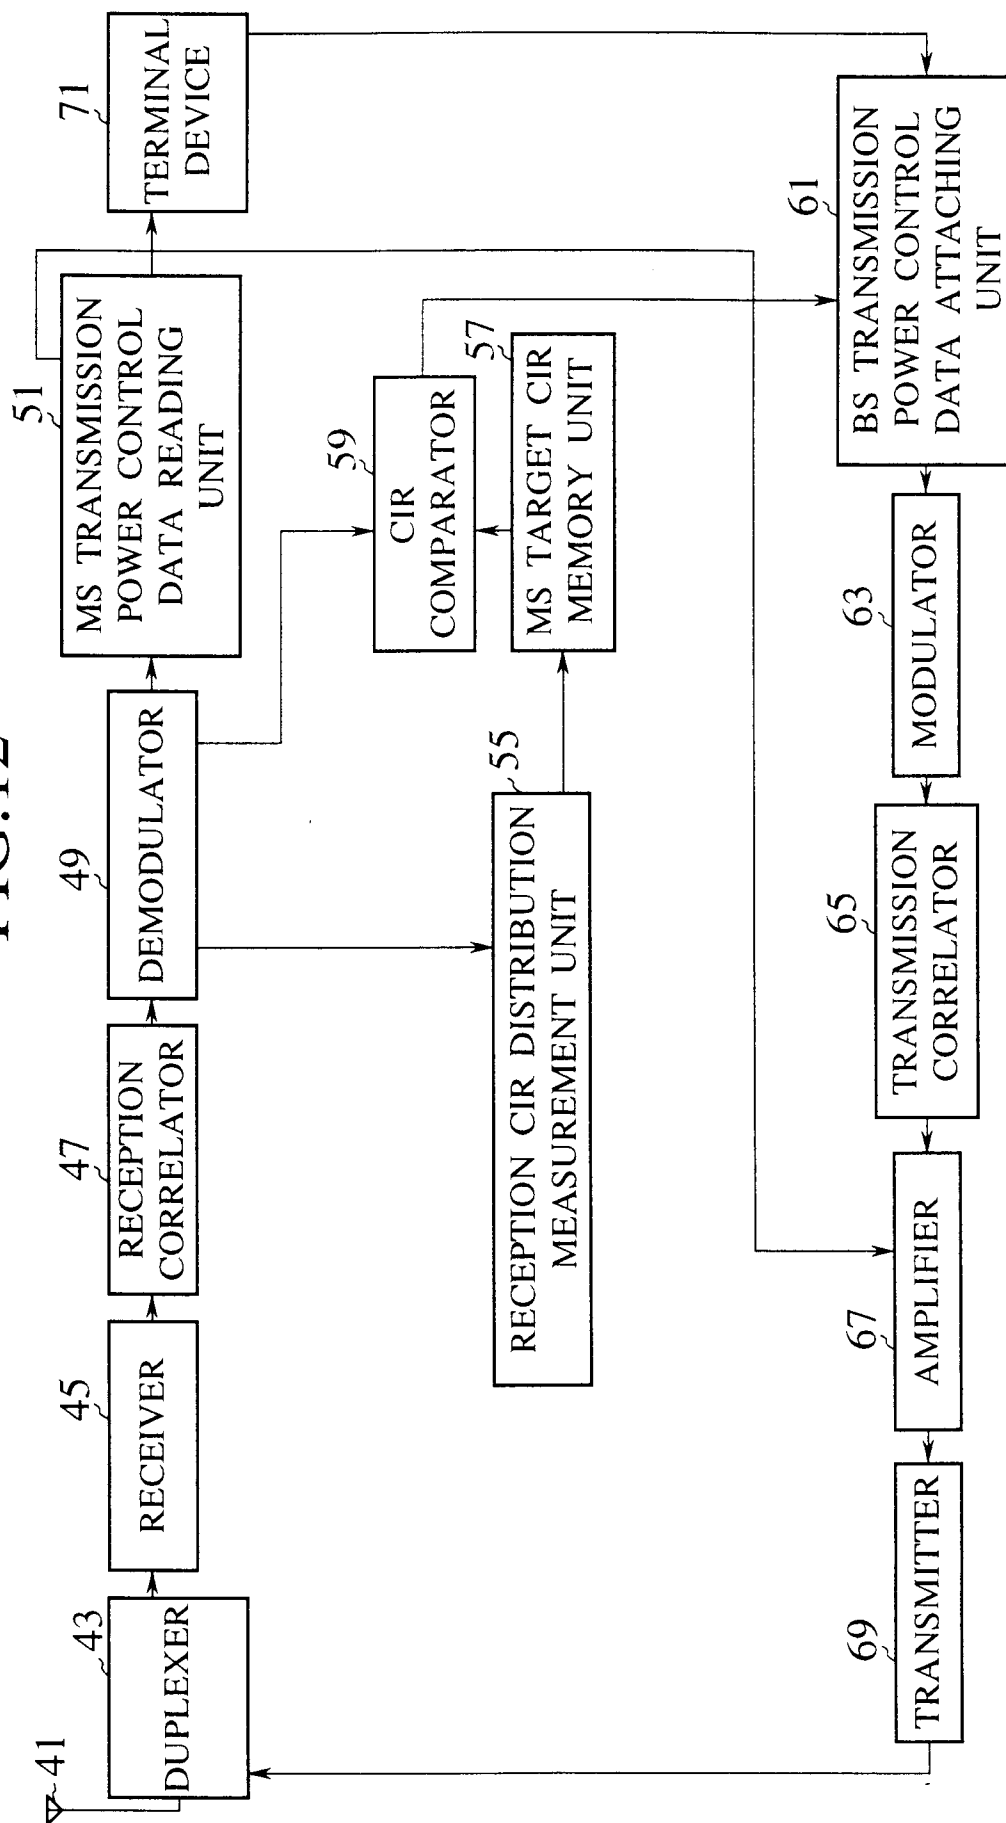 FIG.12
41
43
DUPLEXER
45
RECEIVER
47
RECEPTION
CORRELATOR
49
DEMODULATOR
51
MS TRANSMISSION
POWER CONTROL
DATA READING
UNIT
71
TERMINAL
DEVICE
55
RECEPTION CIR DISTRIBUTION
MEASUREMENT UNIT
59
CIR
COMPARATOR
57
MS TARGET CIR
MEMORY UNIT
69
TRANSMITTER
67
AMPLIFIER
65
TRANSMISSION
CORRELATOR
63
MODULATOR
61
BS TRANSMISSION
POWER CONTROL
DATA ATTACHING
UNIT